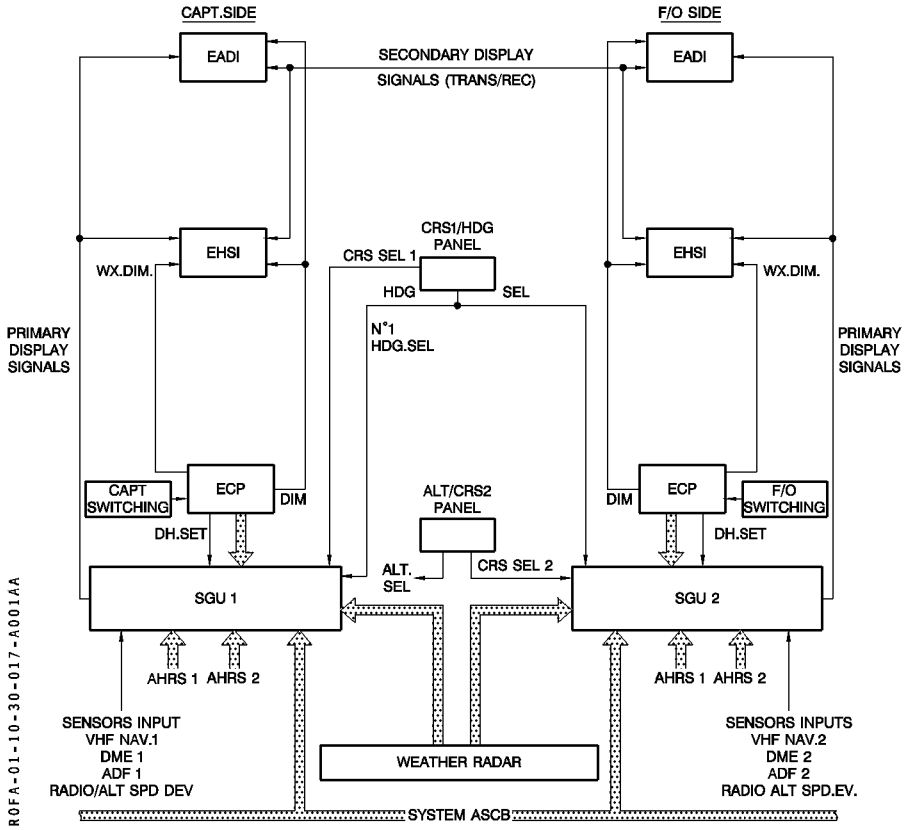 CAPT.SIDE
F/O SIDE
EADI
SECONDARY DISPLAY
SIGNALS (TRANS/REC)
EADI
EHSI
WX.DIM.
CRS1/HDG
PANEL
CRS SEL 1
HDG
SEL
N°1
HDG.SEL
EHSI
WX.DIM.
PRIMARY
DISPLAY
SIGNALS
PRIMARY
DISPLAY
SIGNALS
CAPT
SWITCHING
ECP
DIM
DH.SET
ALT/CRS2
PANEL
ALT.
SEL
CRS SEL 2
DIM
ECP
F/O
SWITCHING
DH.SET
SGU 1
SGU 2
AHRS 1
AHRS 2
AHRS 1
AHRS 2
SENSORS INPUT
VHF NAV.1
DME 1
ADF 1
RADIO/ALT SPD DEV
WEATHER RADAR
SENSORS INPUTS
VHF NAV.2
DME 2
ADF 2
RADIO ALT SPD.EV.
SYSTEM ASCB
R0FA-01-10-30-017-A001AA